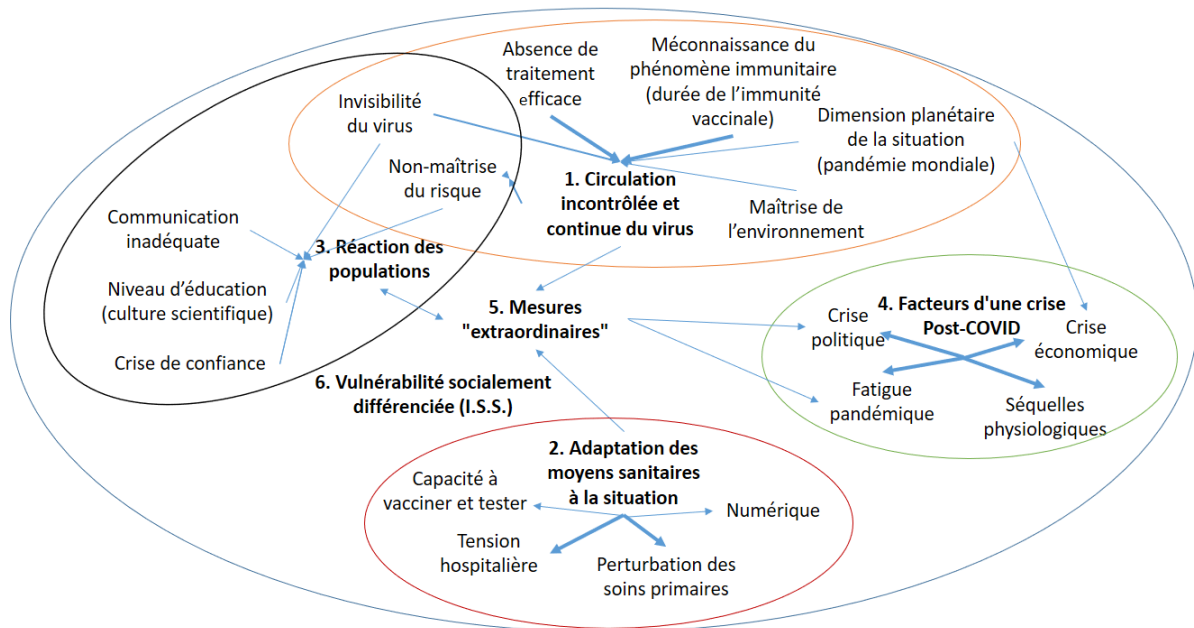 Absence de
traitement
efficace
Méconnaissance du
phénomène immunitaire
(durée de l’immunité
vaccinale)
Invisibilité
du virus
Dimension planétaire
de la situation
(pandémie mondiale)
Non-maîtrise
du risque
1. Circulation
incontrôlée et
continue du virus
Maîtrise de
l’environnement
Communication
inadéquate
3. Réaction des
populations
Niveau d’éducation
(culture scientifique)
Crise de confiance
5. Mesures
"extraordinaires"
4. Facteurs d'une crise
Post-COVID
Crise
politique
Crise
économique
Fatigue
pandémique
Séquelles
physiologiques
6. Vulnérabilité socialement
différenciée (I.S.S.)
2. Adaptation des
moyens sanitaires
à la situation
Capacité à
vacciner et tester
Numérique
Tension
hospitalière
Perturbation des
soins primaires